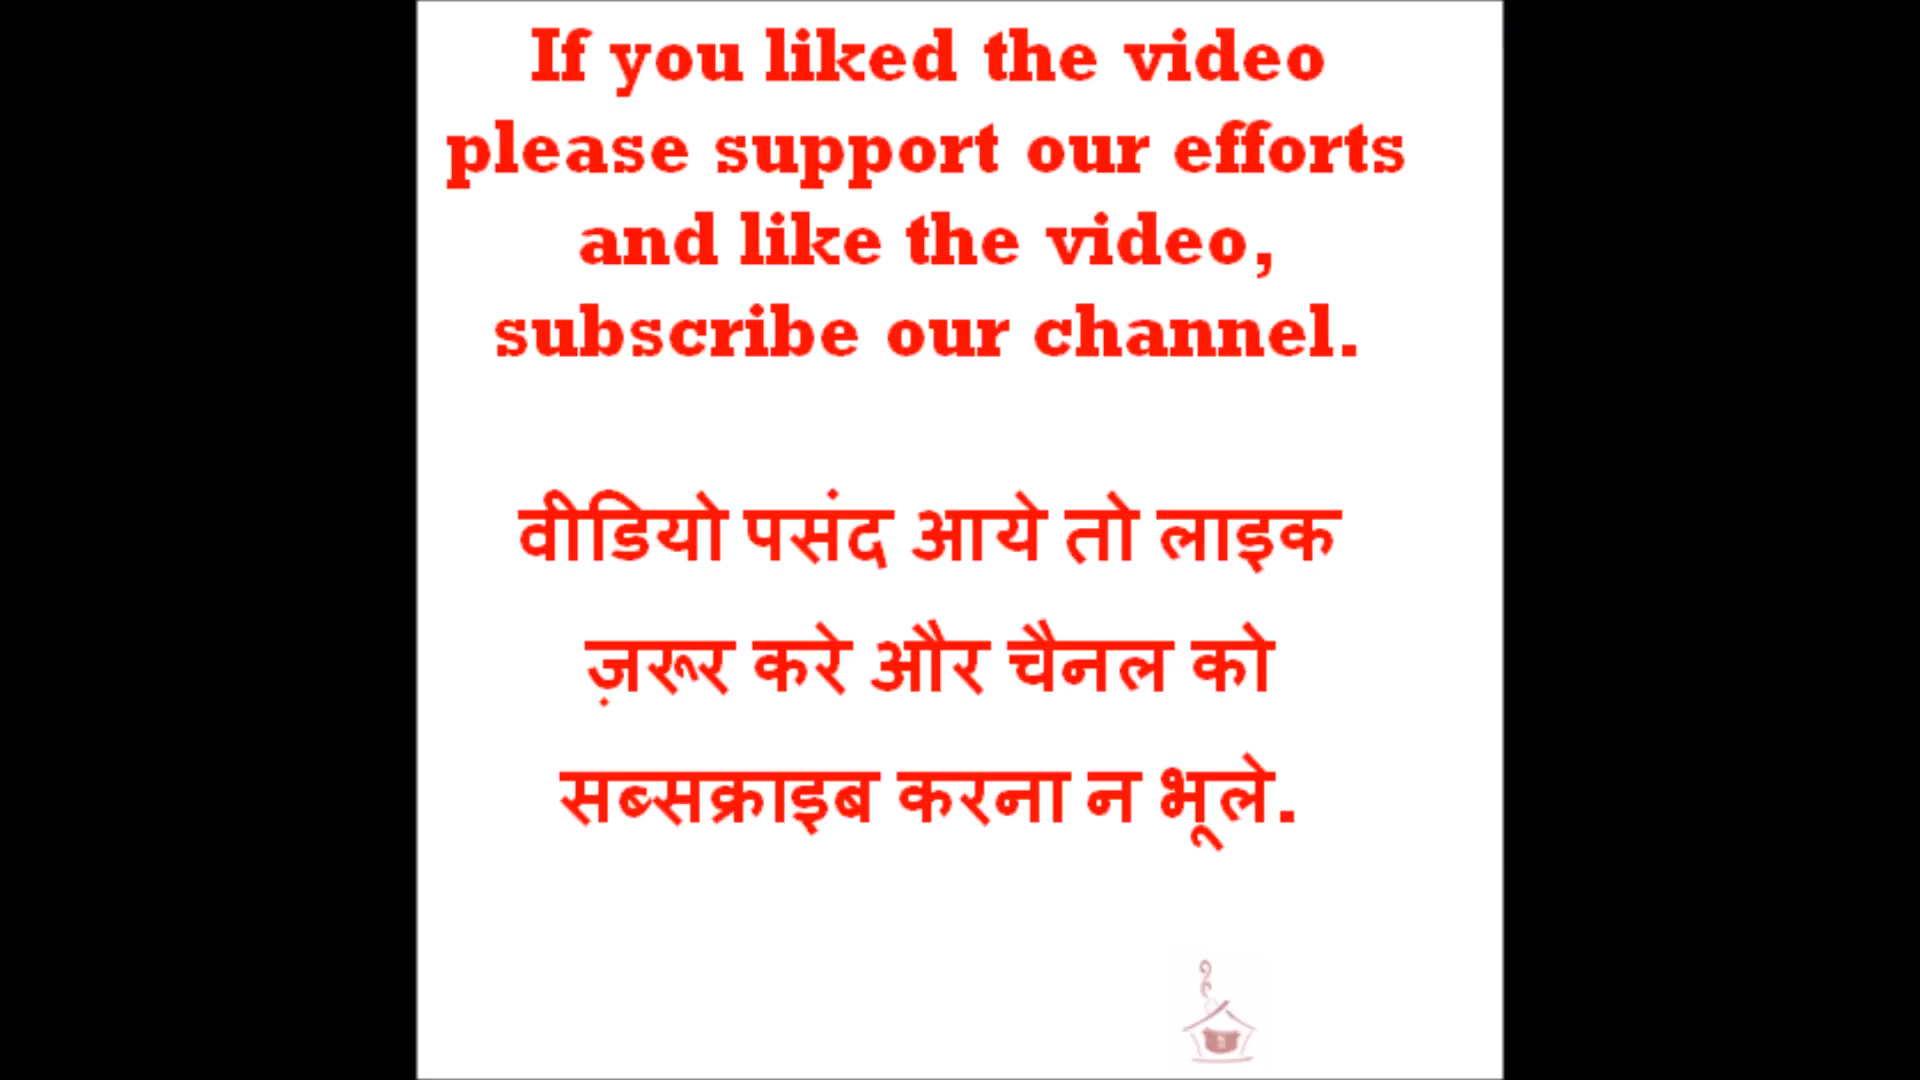 If you liked the video
please support our efforts
and like the video,
subscribe our channel.
वीडियो पसंद आये तो लाइक
ज़रूर करे और चैनल को
सब्सक्राइब करना न भूले.